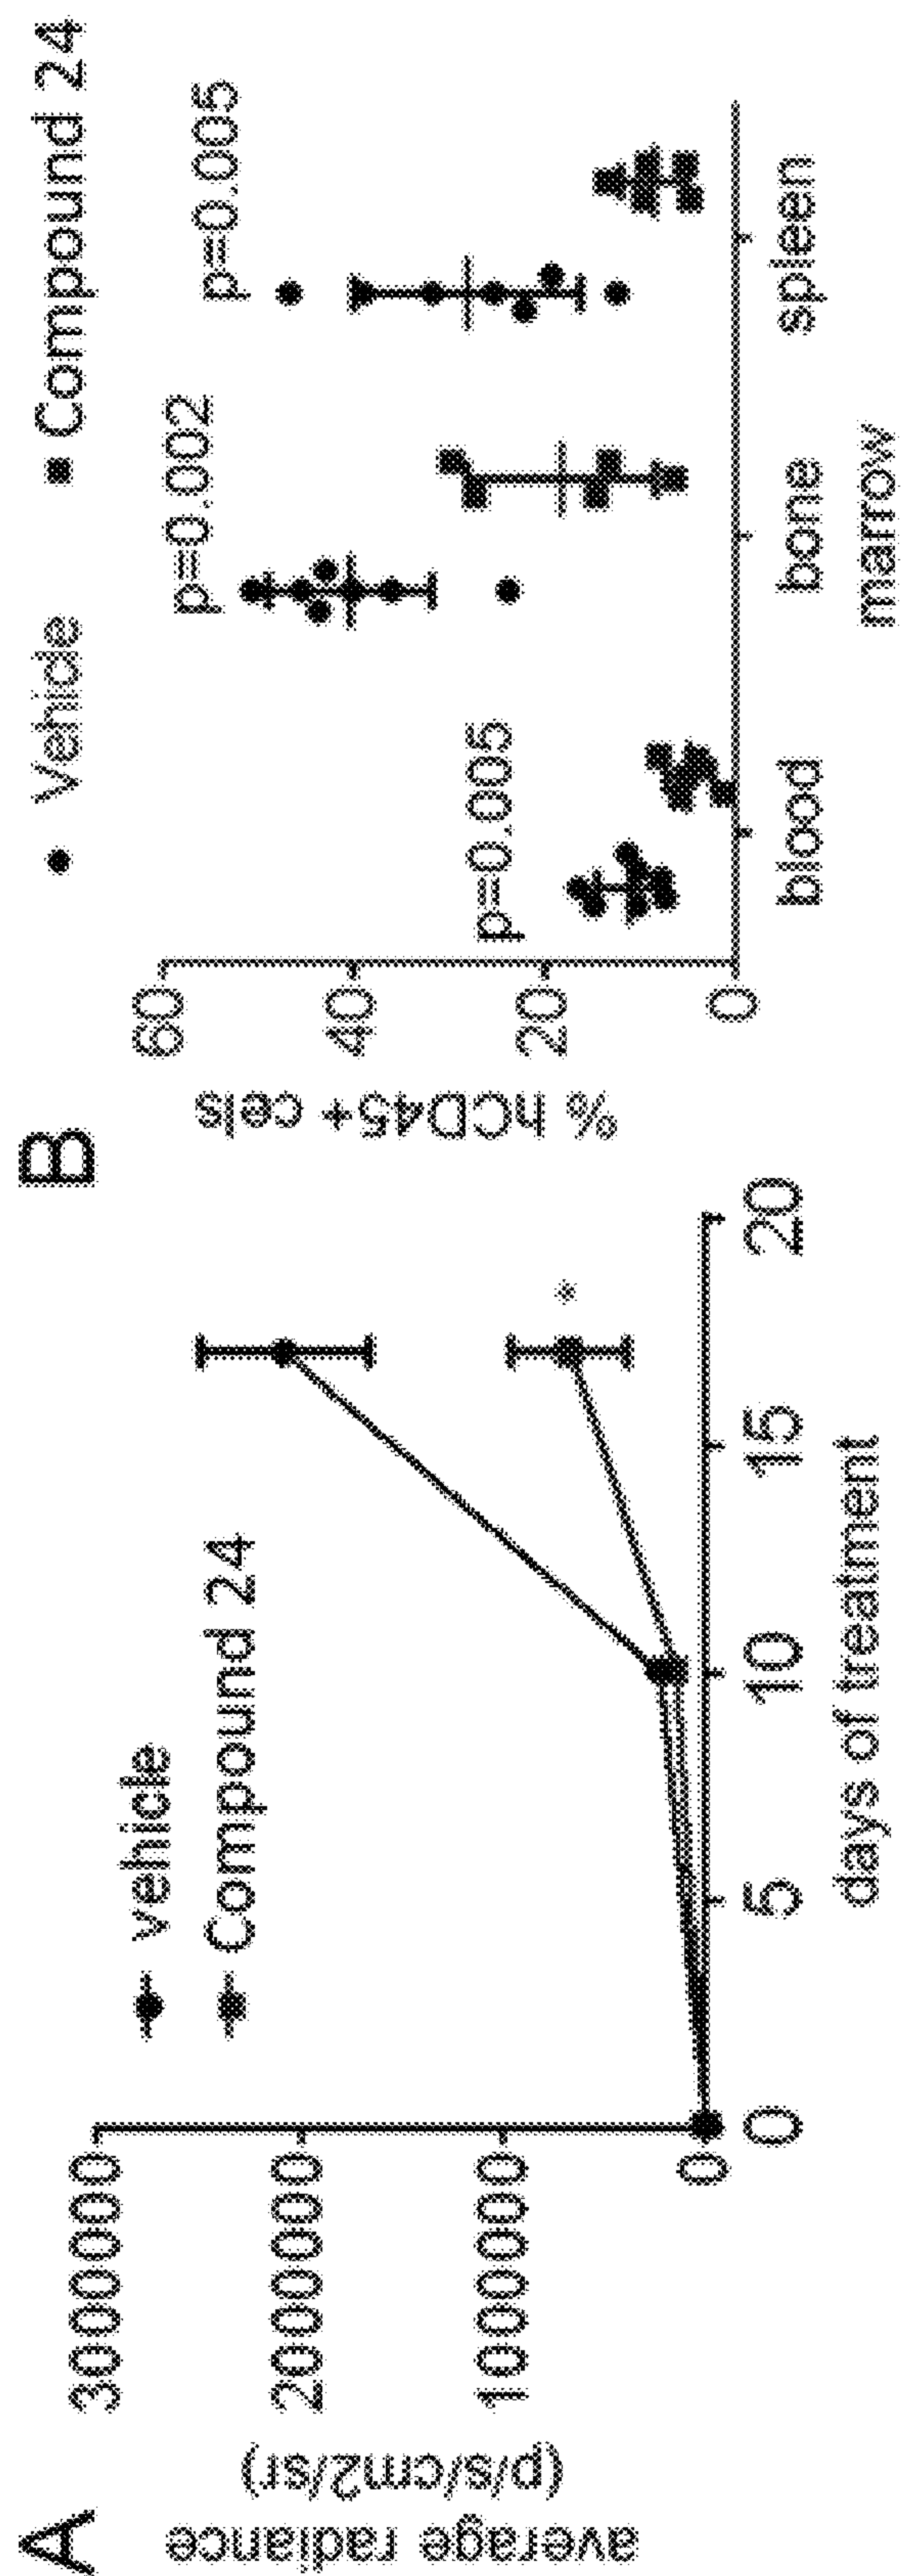 A
average radiance
(p/s/cm2/sr)
3000000
2000000
1000000
0
vehicle
Compound 24
*
0 5 10 15 20
days of treatment
B
Vehicle
Compound 24
% hCD45+ cels
60
40
20
0
p=0.005
p=0.002
p=0.005
blood bone spleen
marrow